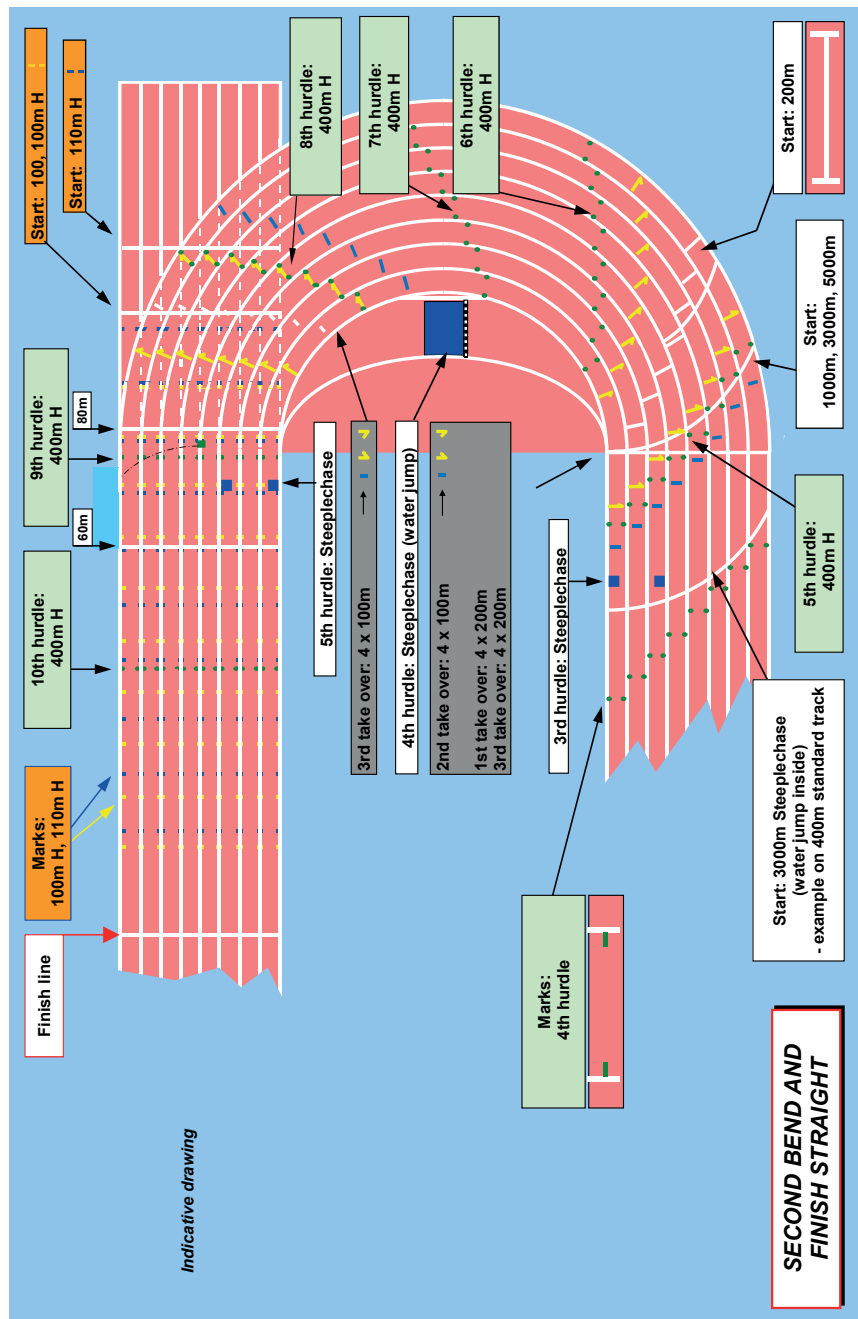 Start:  100, 100m H
Start:  110m H
8th hurdle:
400m H
7th hurdle:
400m H
6th hurdle:
400m H
Start: 200m
Start:
1000m, 3000m, 5000m
9th hurdle:
400m H
80m
60m
10th hurdle:
400m H
5th hurdle: Steeplechase
3rd take over: 4 x 100m
4th hurdle: Steeplechase (water jump)
2nd take over: 4 x 100m
1st take over: 4 x 200m
3rd take over: 4 x 200m
3rd hurdle: Steeplechase
5th hurdle:
400m H
Marks:
100m H, 110m H
Start: 3000m Steeplechase
(water jump inside)
- example on 400m standard track
Finish line
Marks:
4th hurdle
Indicative drawing
SECOND BEND AND
FINISH STRAIGHT